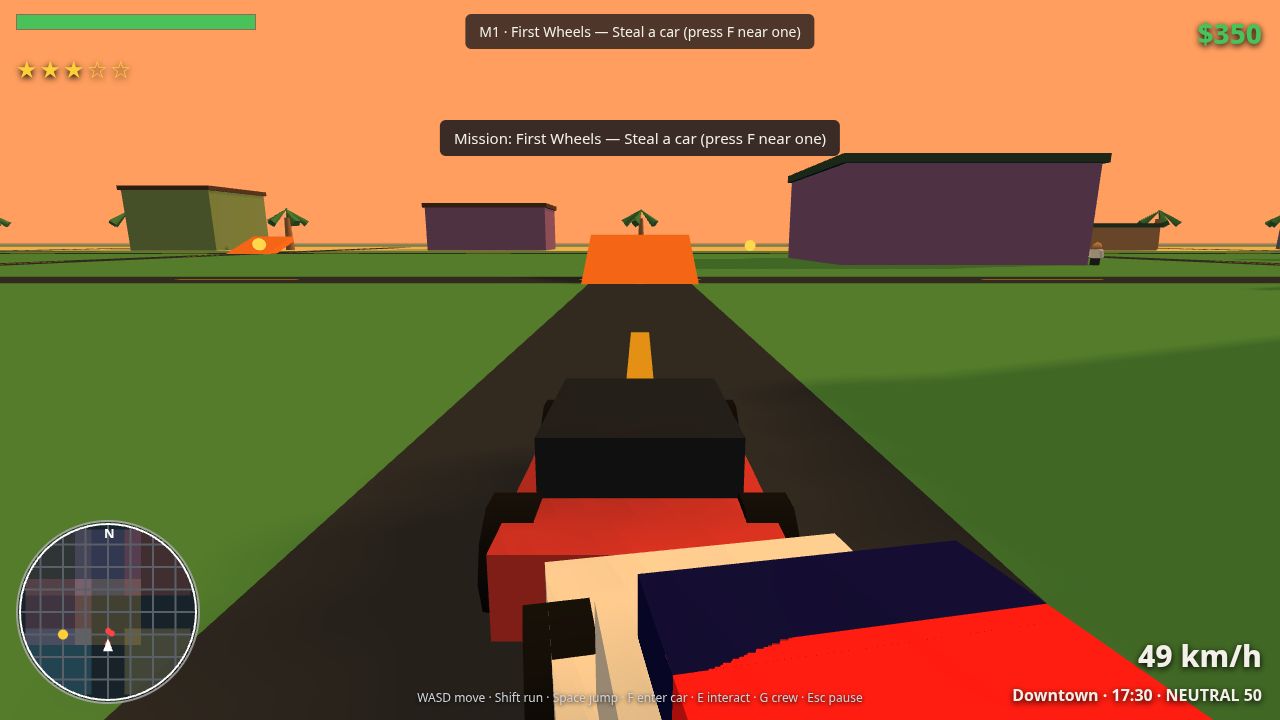 M1 · First Wheels — Steal a car (press F near one)
$350
★★★☆☆
Mission: First Wheels — Steal a car (press F near one)
N
49 km/h
WASD move · Shift run · Space jump · F enter car · E interact · G crew · Esc pause
Downtown · 17:30 · NEUTRAL 50